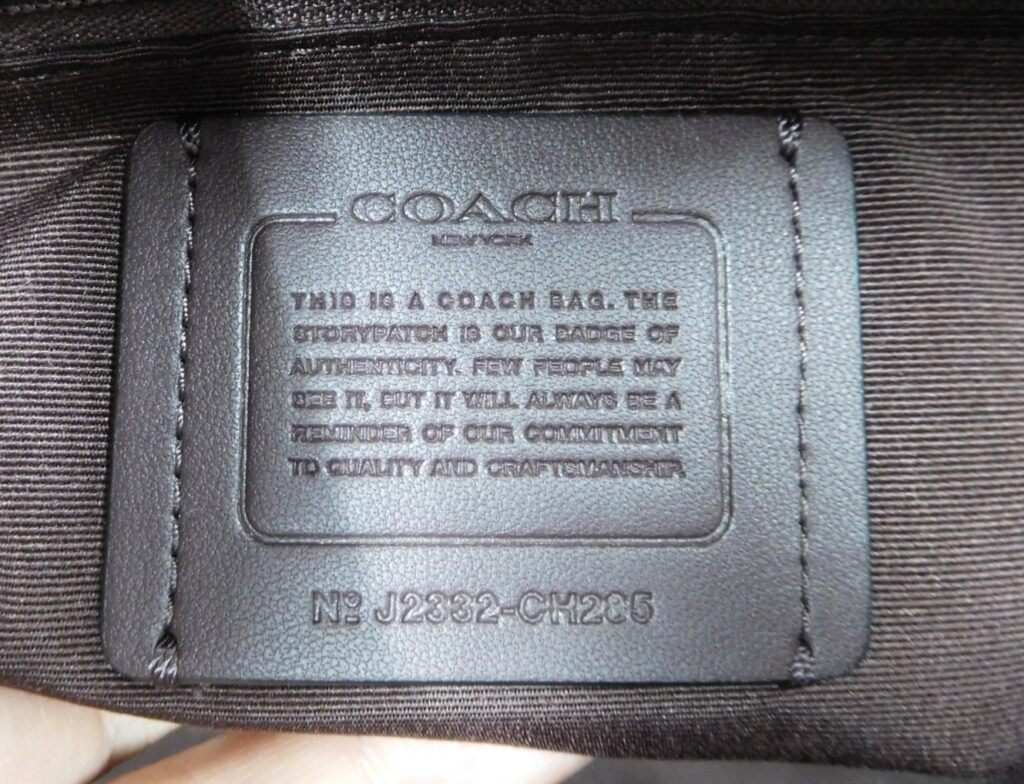 COACH
NEW YORK
THIS IS A COACH BAG. THE
STORYPATCH IS OUR BADGE OF
AUTHENTICITY. FEW PEOPLE MAY
SEE IT, BUT IT WILL ALWAYS BE A
REMINDER OF OUR COMMITMENT
TO QUALITY AND CRAFTSMANSHIP.
Nº J2332-CH285